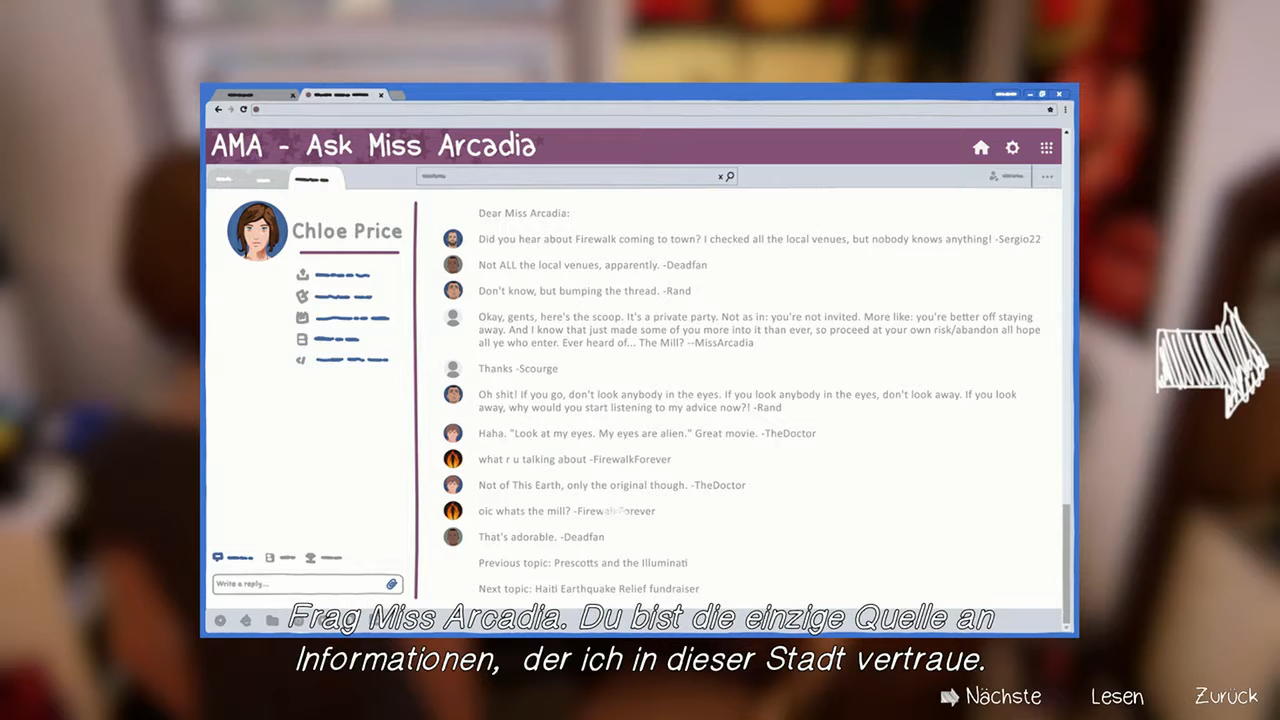 AMA - Ask Miss Arcadia
Chloe Price
Dear Miss Arcadia:
Did you hear about Firewalk coming to town? I checked all the local venues, but nobody knows anything! -Sergio22
Not ALL the local venues, apparently. -Deadfan
Don't know, but bumping the thread. -Rand
Okay, gents, here's the scoop. It's a private party. Not as in: you're not invited. More like: you're better off staying
away. And I know that just made some of you more into it than ever, so proceed at your own risk/abandon all hope
all ye who enter. Ever heard of... The Mill? --MissArcadia
Thanks -Scourge
Oh shit! If you go, don't look anybody in the eyes. If you look anybody in the eyes, don't look away. If you look
away, why would you start listening to my advice now?! -Rand
Haha. "Look at my eyes. My eyes are alien." Great movie. -TheDoctor
what r u talking about -FirewalkForever
Not of This Earth, only the original though. -TheDoctor
oic whats the mill? -FirewalkForever
That's adorable. -Deadfan
Previous topic: Prescotts and the Illuminati
Next topic: Haiti Earthquake Relief fundraiser
Write a reply...
Frag Miss Arcadia. Du bist die einzige Quelle an
Informationen, der ich in dieser Stadt vertraue.
Nächste Lesen Zurück